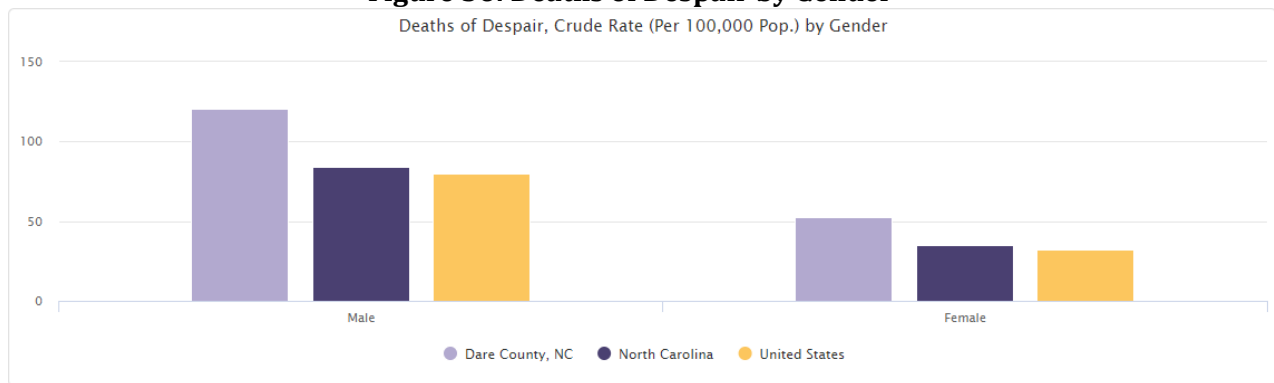 Deaths of Despair, Crude Rate (Per 100,000 Pop.) by Gender
150
100
50
0
Male Female
Dare County, NC North Carolina United States